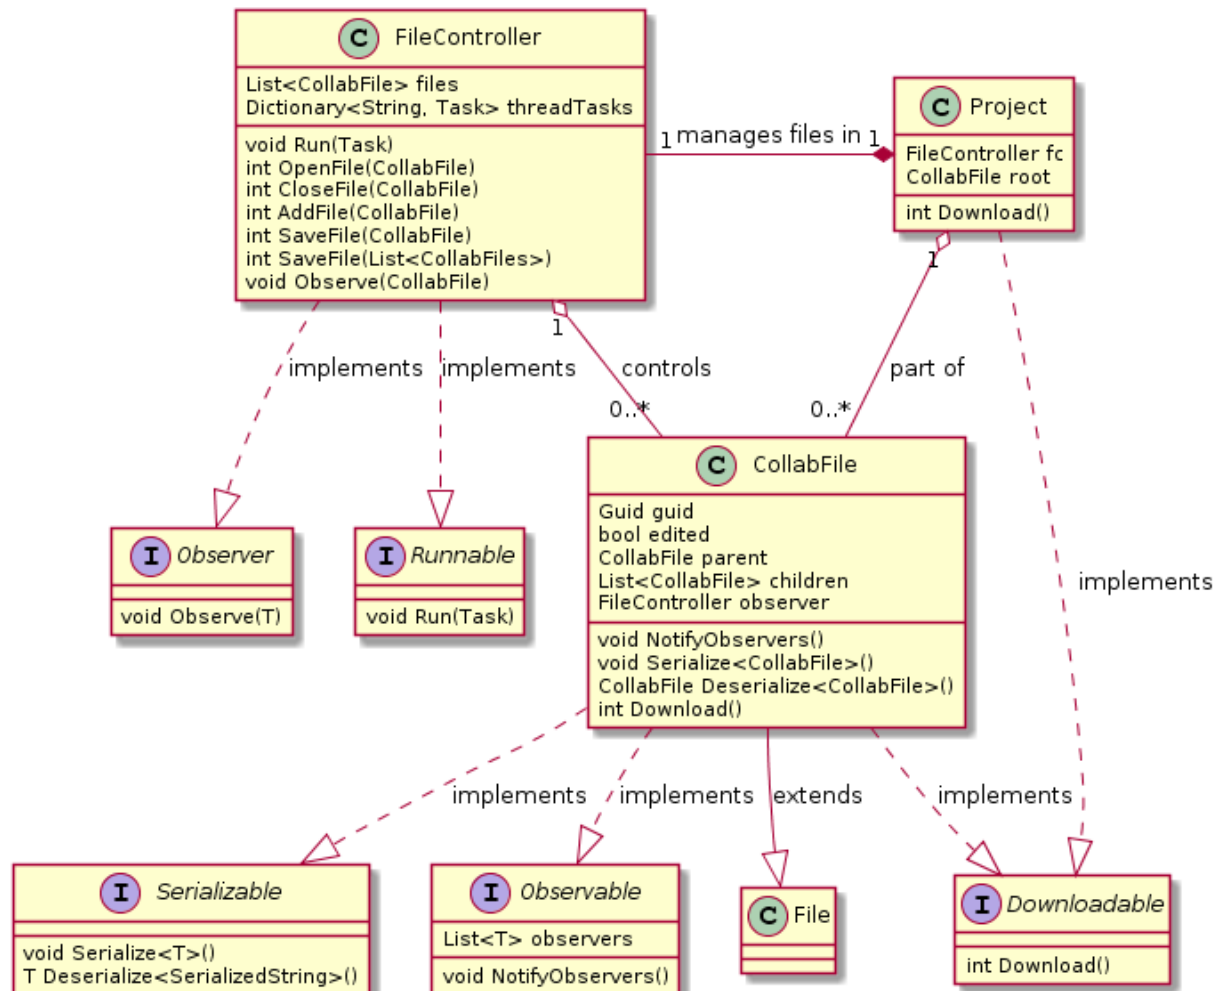 C FileController
List<CollabFile> files
Dictionary<String, Task> threadTasks
void Run(Task)
int OpenFile(CollabFile)
int CloseFile(CollabFile)
int AddFile(CollabFile)
int SaveFile(CollabFile)
int SaveFile(List<CollabFiles>)
void Observe(CollabFile)
1 manages files in 1
C Project
FileController fc
CollabFile root
int Download()
1
1
implements
implements
controls
part of
0..*
0..*
implements
I Observer
void Observe(T)
I Runnable
void Run(Task)
C CollabFile
Guid guid
bool edited
CollabFile parent
List<CollabFile> children
FileController observer
void NotifyObservers()
void Serialize<CollabFile>()
CollabFile Deserialize<CollabFile>()
int Download()
implements
implements
extends
implements
I Serializable
void Serialize<T>()
T Deserialize<SerializedString>()
I Observable
List<T> observers
void NotifyObservers()
C File
I Downloadable
int Download()